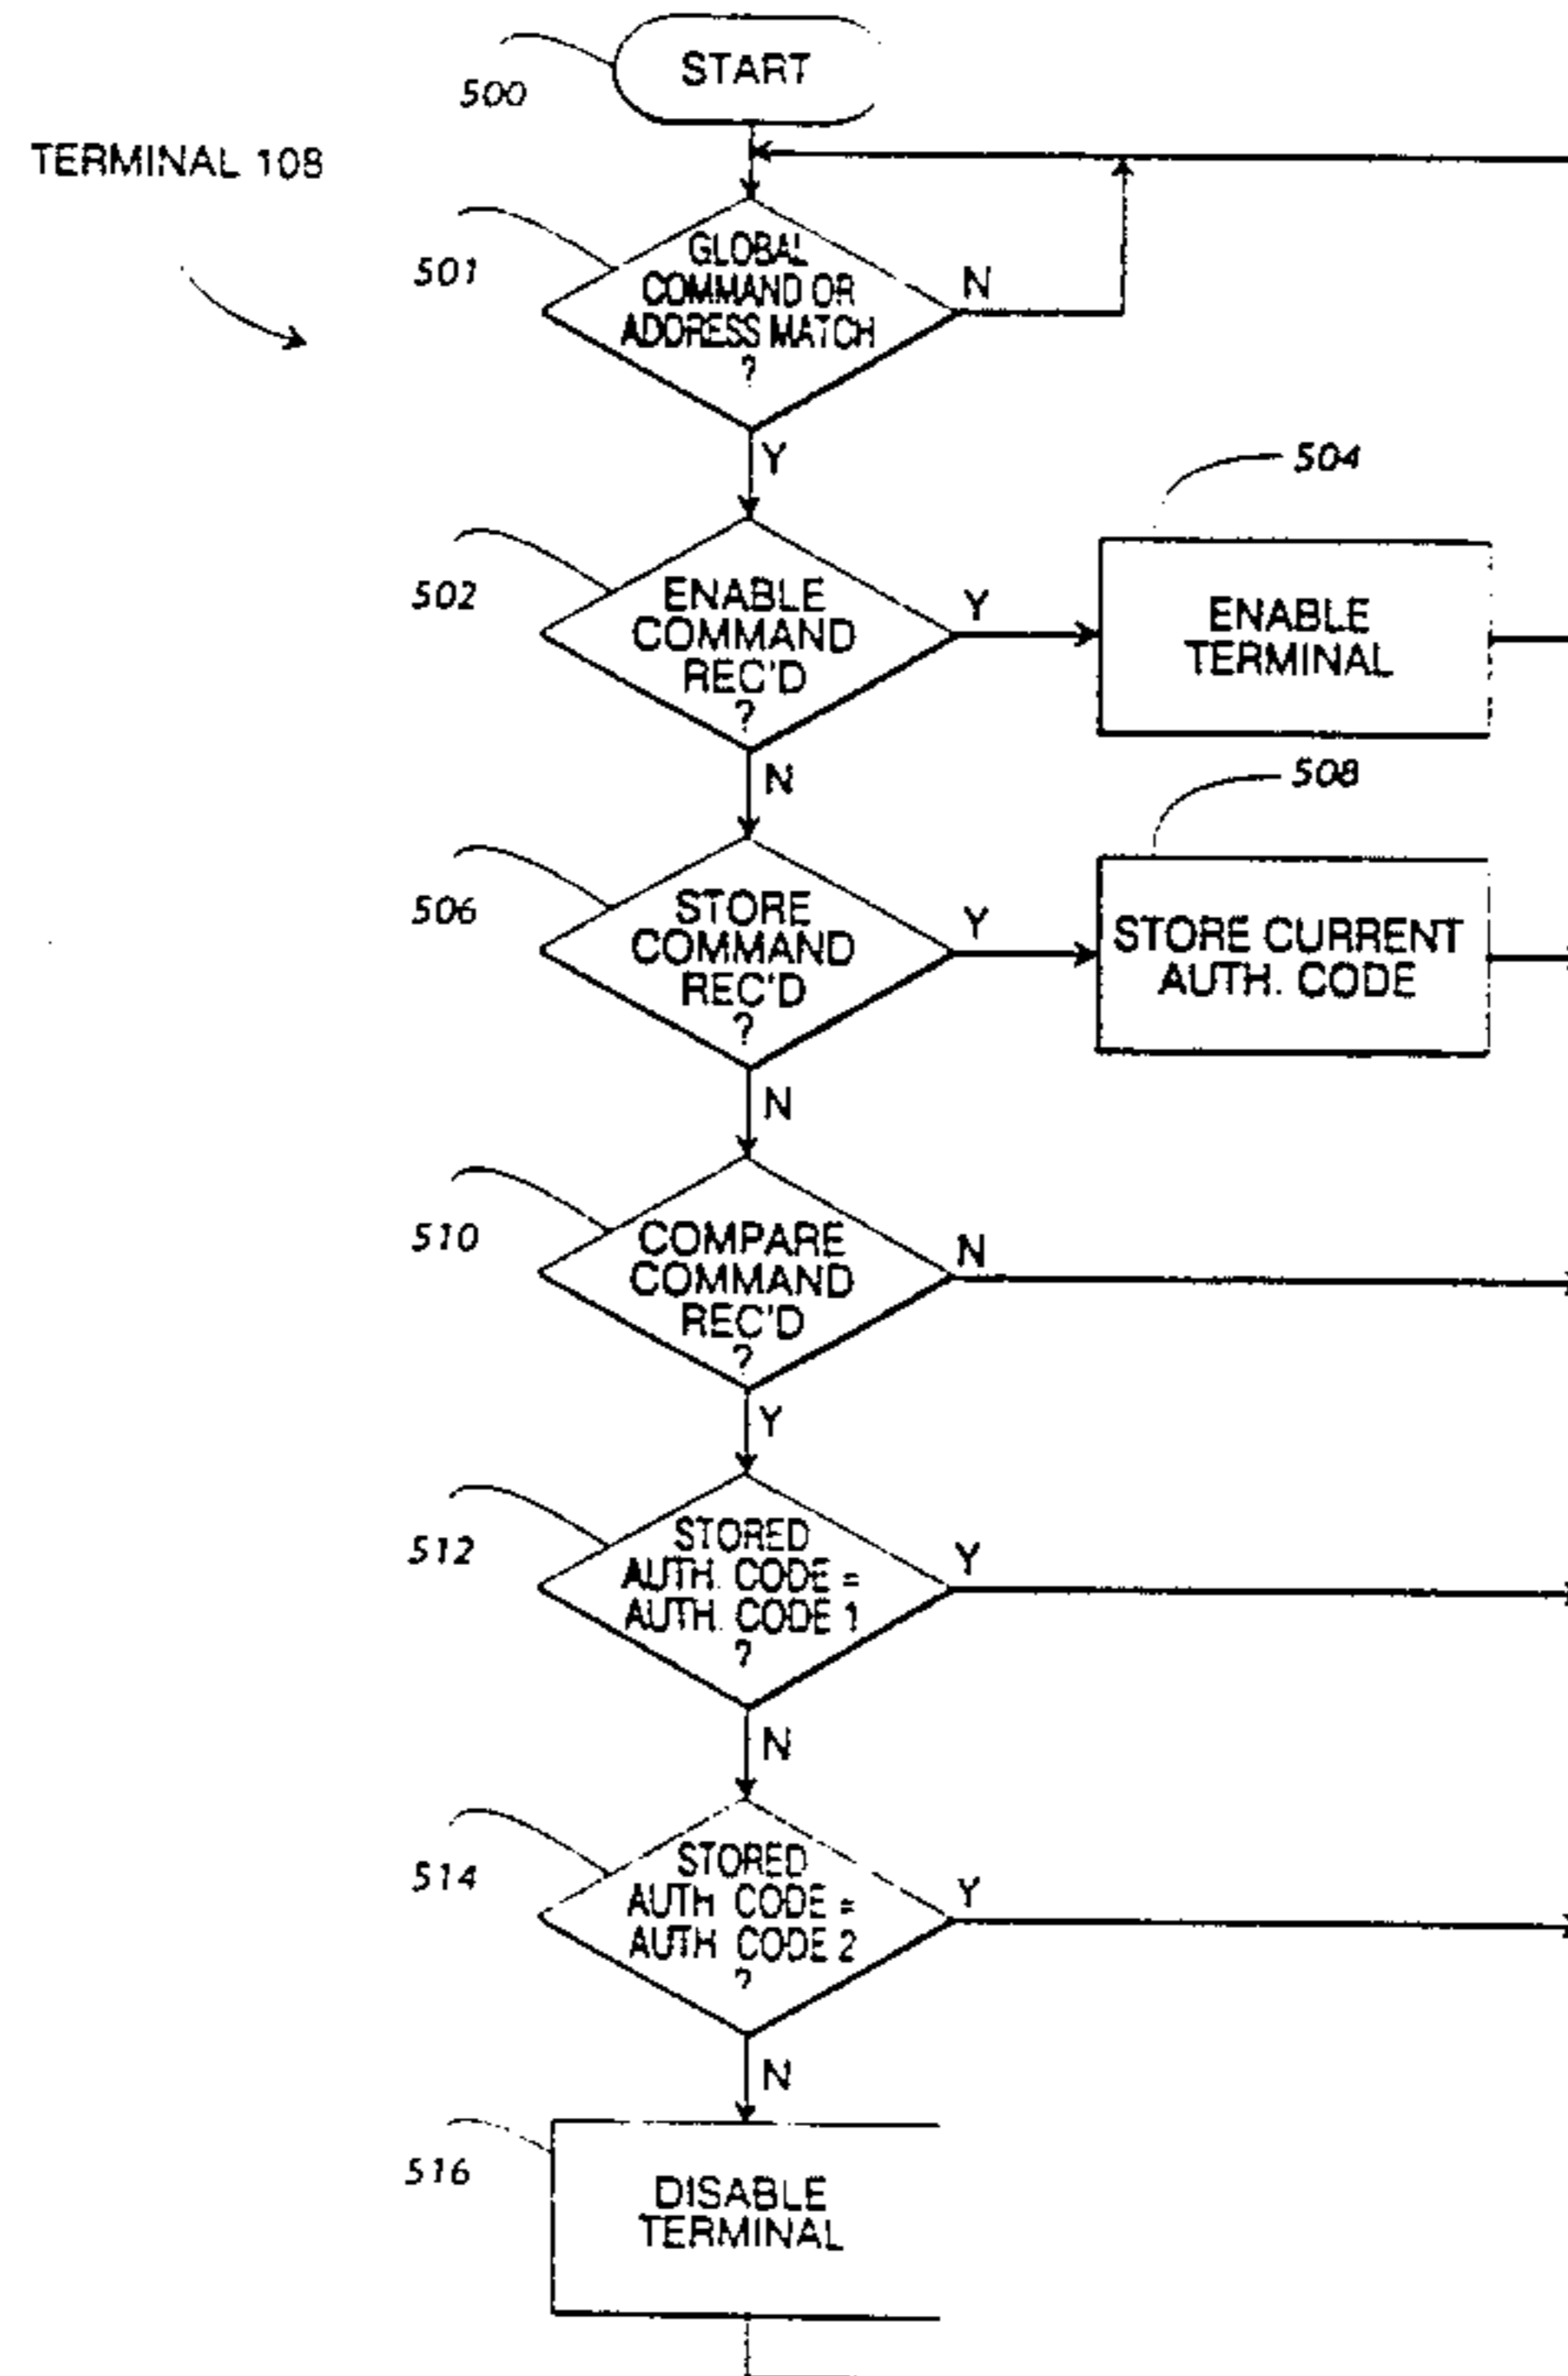 START
500
TERMINAL 108
501
GLOBAL
COMMAND OR
ADDRESS MATCH
?
N
Y
504
502
ENABLE
COMMAND
REC'D
?
Y
ENABLE
TERMINAL
N
508
506
STORE
COMMAND
REC'D
?
Y
STORE CURRENT
AUTH. CODE
N
510
COMPARE
COMMAND
REC'D
?
N
Y
512
STORED
AUTH. CODE =
AUTH. CODE 1
?
Y
N
514
STORED
AUTH CODE =
AUTH CODE 2
?
Y
N
516
DISABLE
TERMINAL